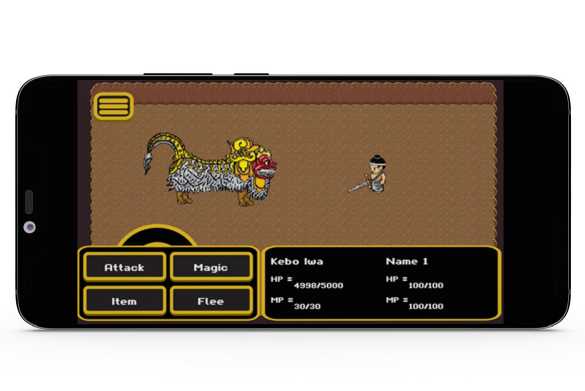 Attack
Magic
Item
Flee
Kebo Iwa
HP =
4998/5000
MP =
30/30
Name 1
HP =
100/100
MP =
100/100